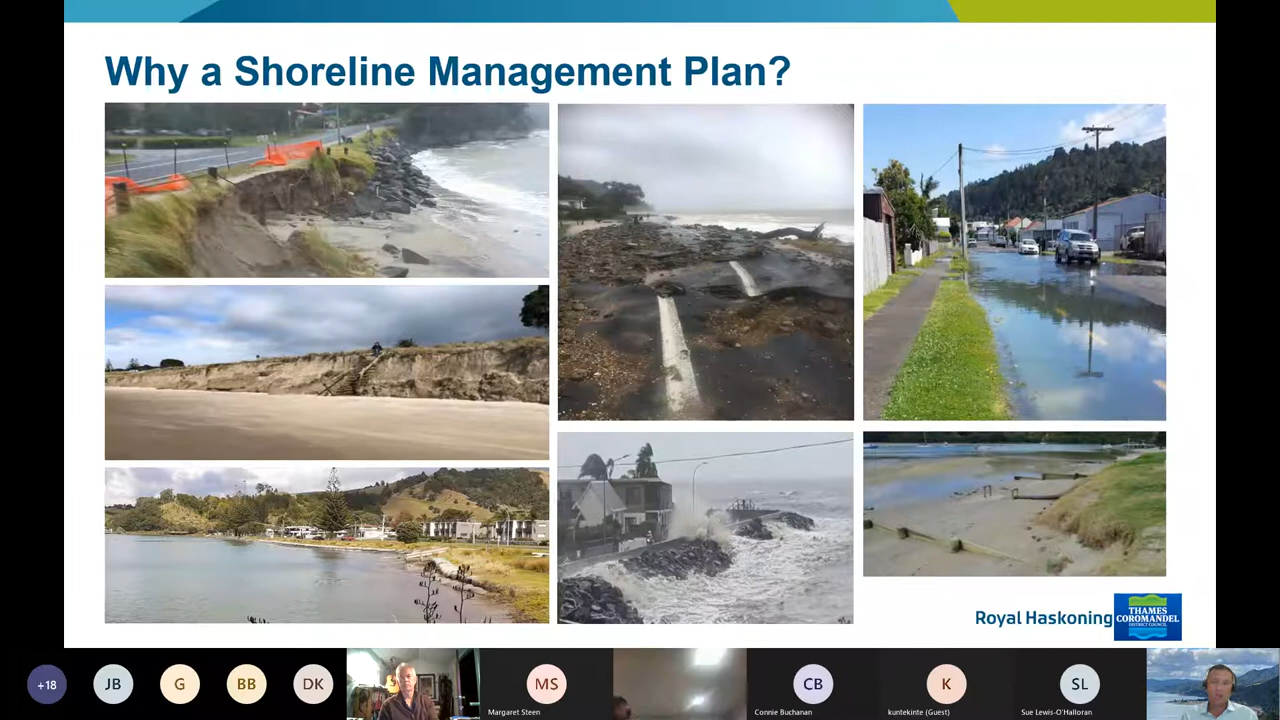 Why a Shoreline Management Plan?
Royal Haskoning
THAMES
COROMANDEL
DISTRICT COUNCIL
+18
JB
G
BB
DK
MS
Margaret Steen
CB
Connie Buchanan
K
kuntekinte (Guest)
SL
Sue Lewis-O'Halloran